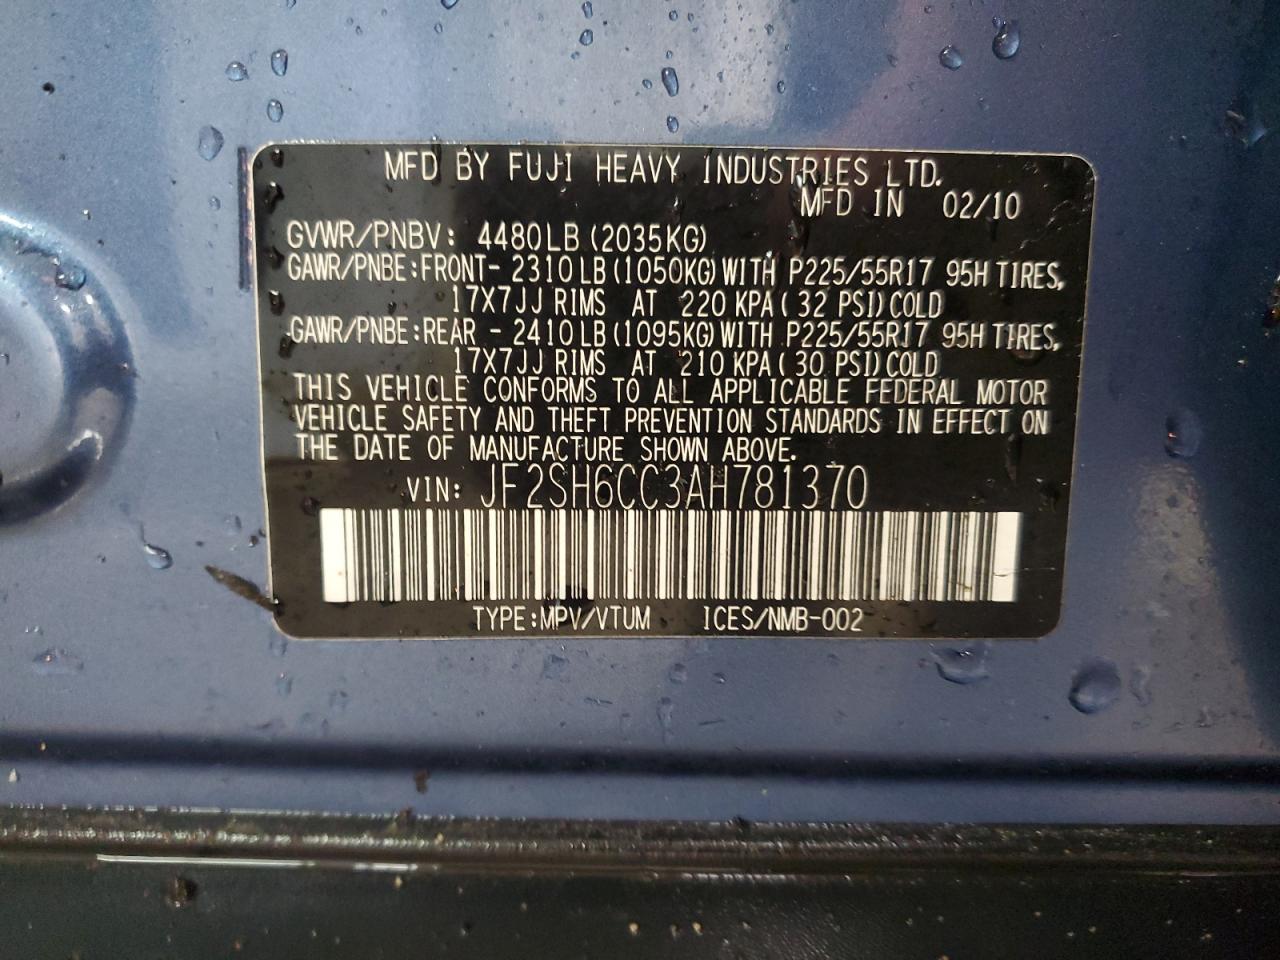 MFD BY FUJI HEAVY INDUSTRIES LTD.
MFD IN 02/10
GVWR/PNBV: 4480LB (2035KG)
GAWR/PNBE:FRONT- 2310LB (1050KG) WITH P225/55R17 95H TIRES,
17X7JJ RIMS AT 220 KPA ( 32 PSI) COLD
GAWR/PNBE:REAR - 2410LB (1095KG) WITH P225/55R17 95H TIRES,
17X7JJ RIMS AT 210 KPA ( 30 PSI) COLD
THIS VEHICLE CONFORMS TO ALL APPLICABLE FEDERAL MOTOR
VEHICLE SAFETY AND THEFT PREVENTION STANDARDS IN EFFECT ON
THE DATE OF MANUFACTURE SHOWN ABOVE.
VIN: JF2SH6CC3AH781370
TYPE:MPV/VTUM ICES/NMB-002